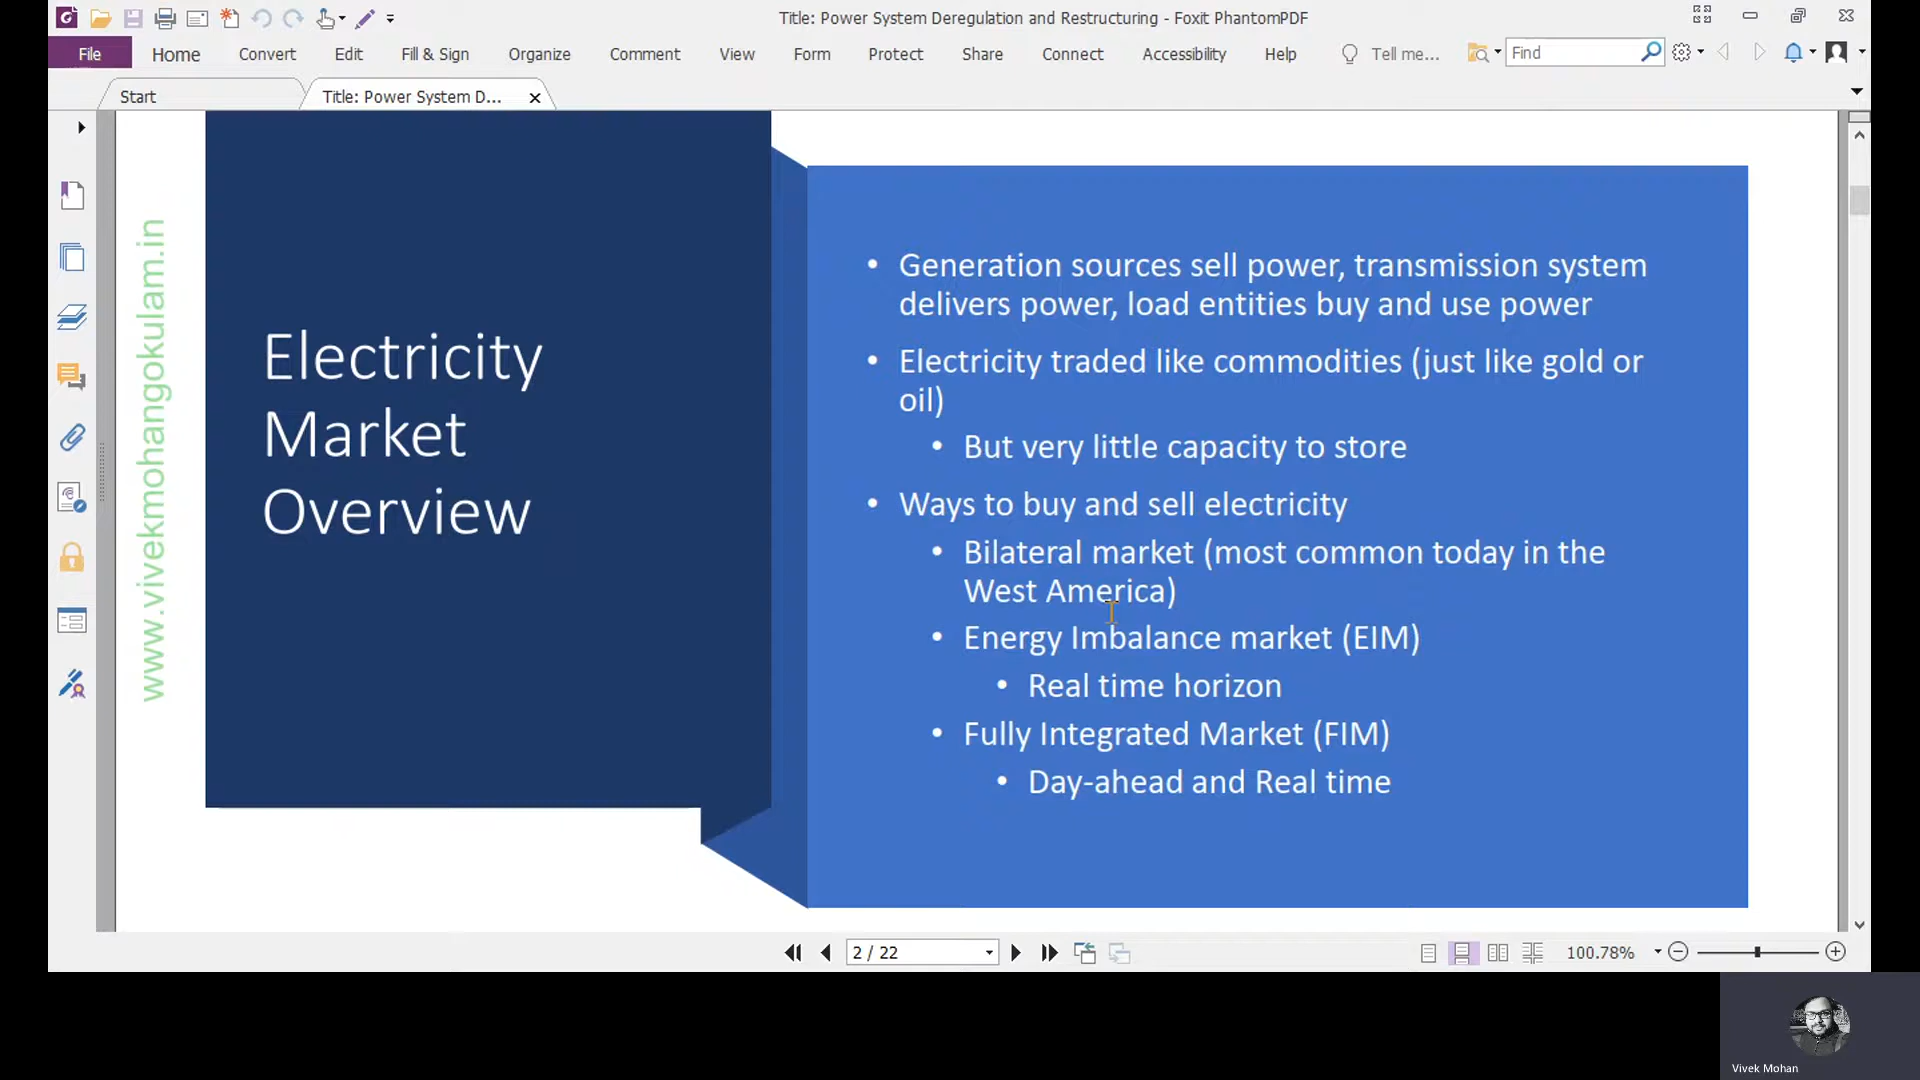 Title: Power System Deregulation and Restructuring - Foxit PhantomPDF
File Home Convert Edit Fill & Sign Organize Comment View Form Protect Share Connect Accessibility Help Tell me... Find
Start Title: Power System D...
www.vivekmohangokulam.in
Electricity
Market
Overview
• Generation sources sell power, transmission system
delivers power, load entities buy and use power
• Electricity traded like commodities (just like gold or
oil)
• But very little capacity to store
• Ways to buy and sell electricity
• Bilateral market (most common today in the
West America)
• Energy Imbalance market (EIM)
• Real time horizon
• Fully Integrated Market (FIM)
• Day-ahead and Real time
2 / 22 100.78%
Vivek Mohan